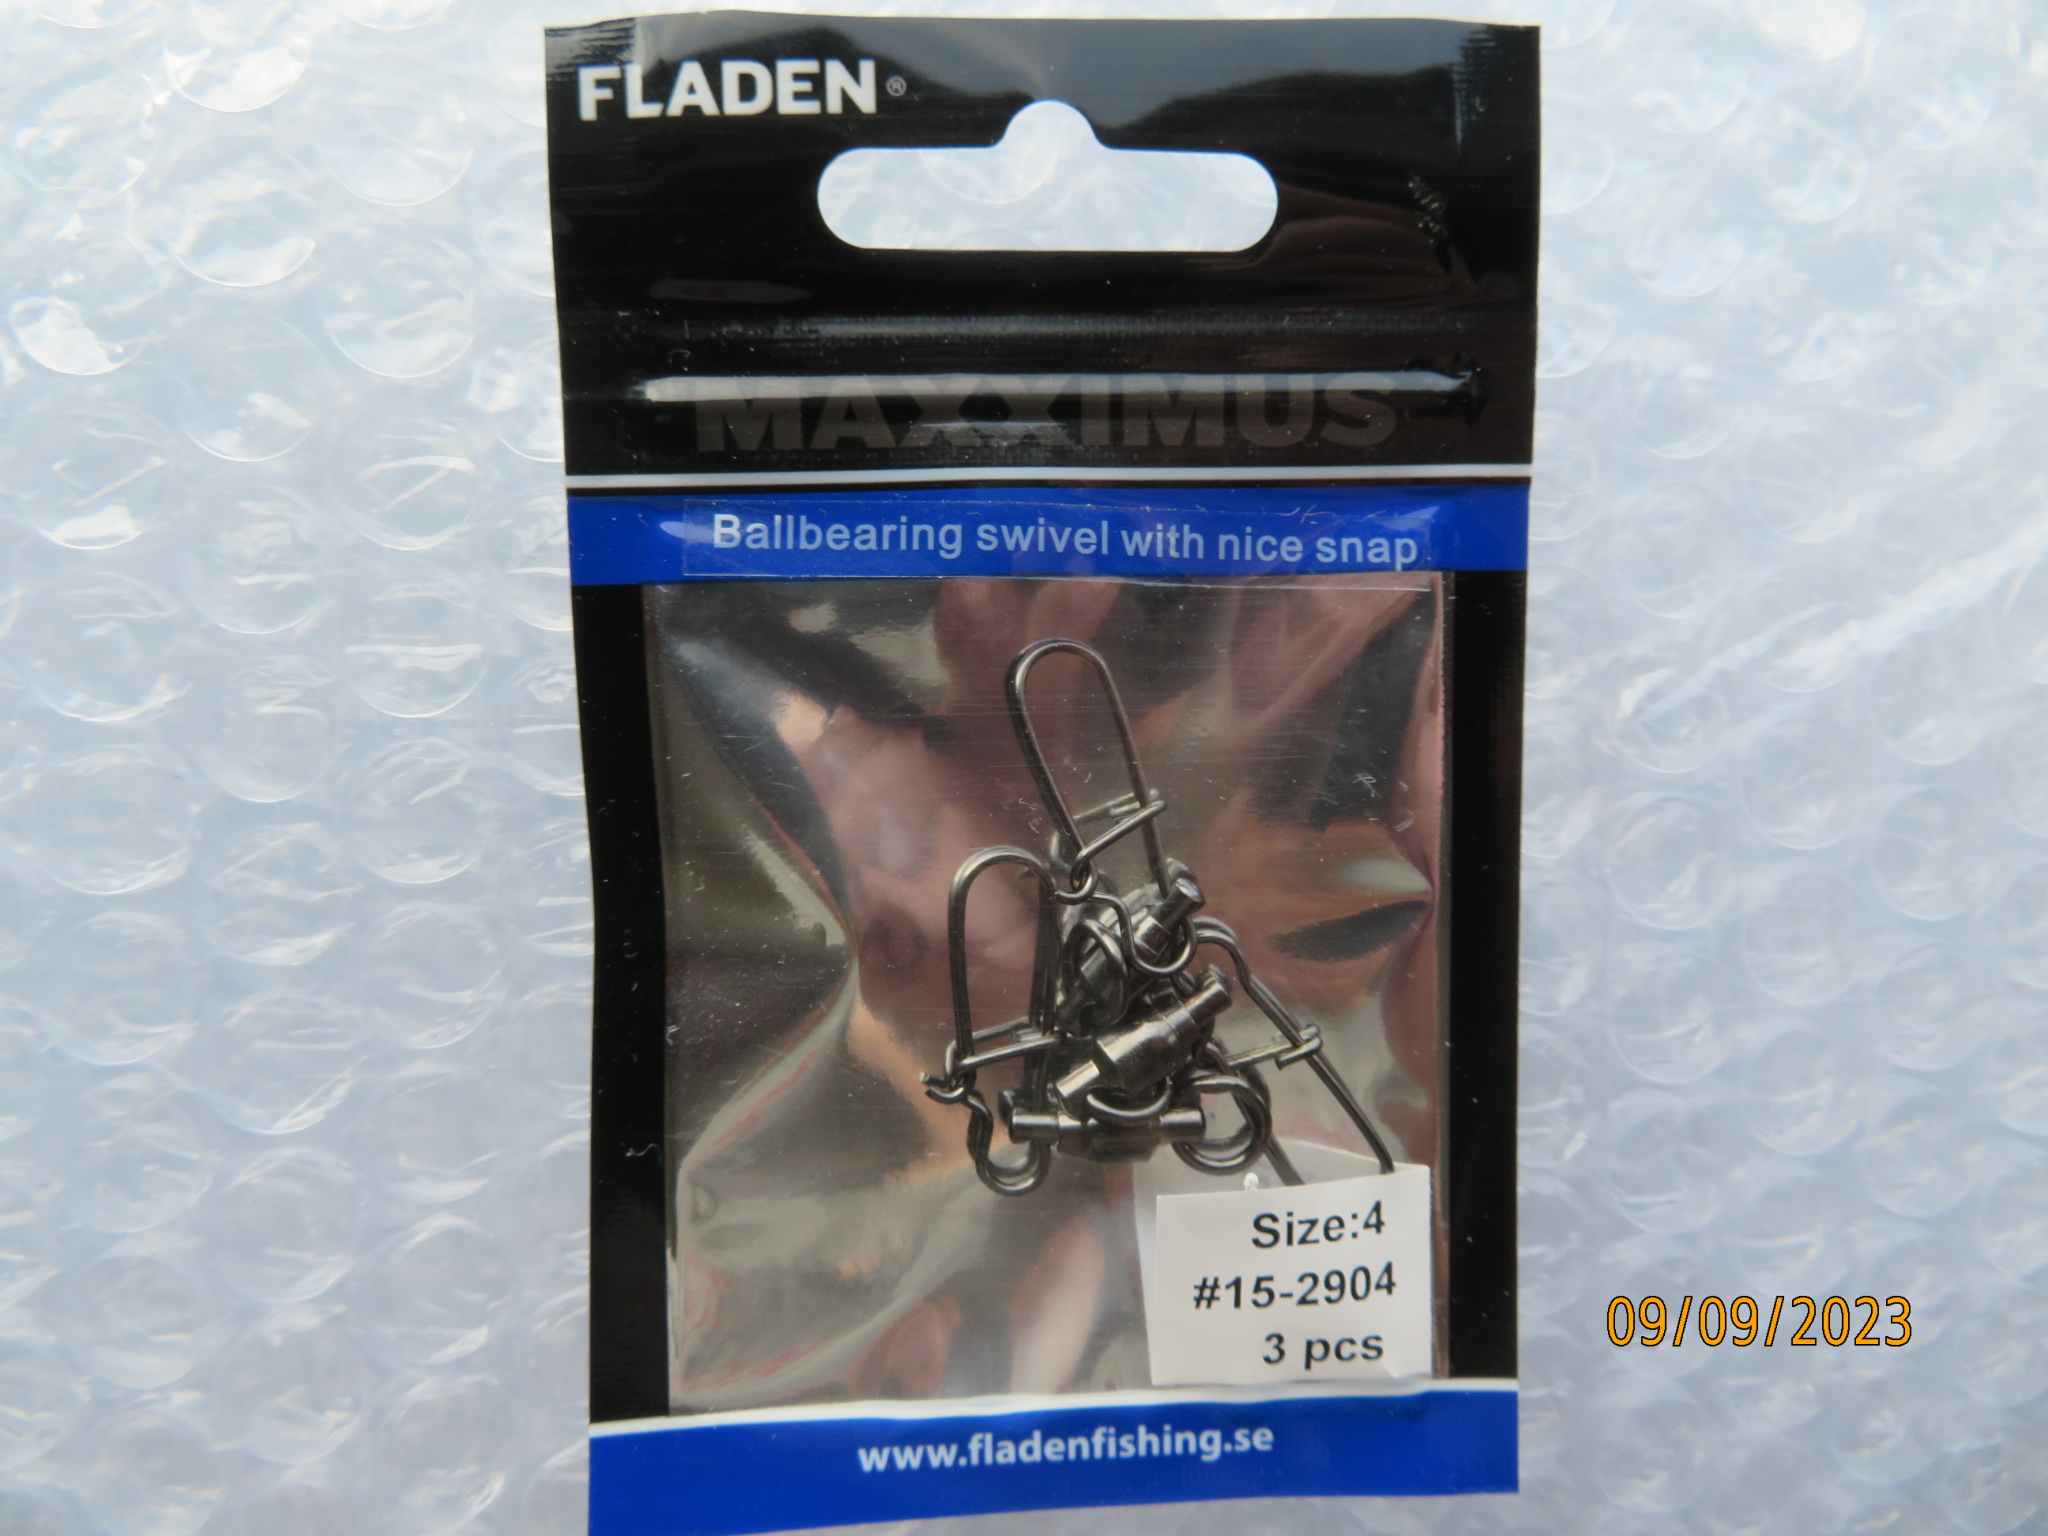 FLADEN®
MAXXIMUS
Ballbearing swivel with nice snap
Size:4
#15-2904
3 pcs
www.fladenfishing.se
09/09/2023